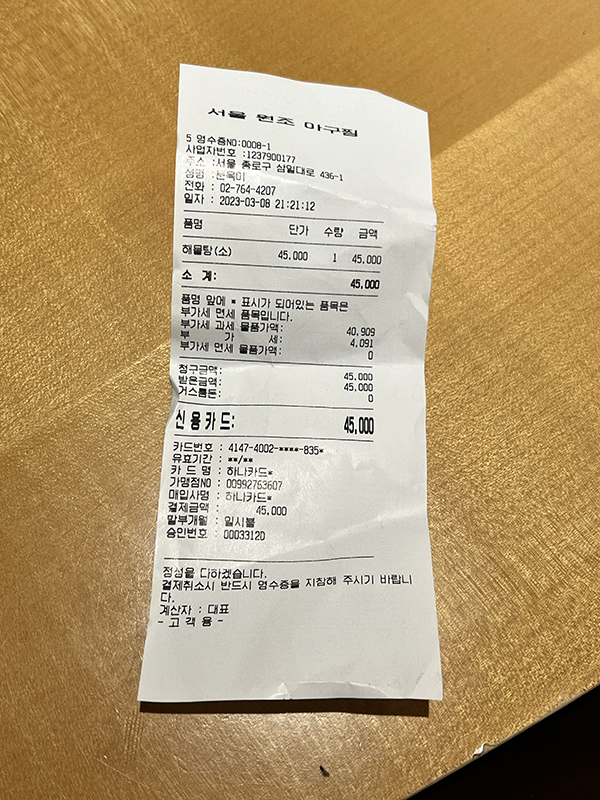 서울 원조 아구찜
5 영수증NO:0008-1
사업자번호 :1237900177
주소 :서울 종로구 삼일대로 436-1
성명 :
전화 : 02-764-4207
일자 : 2023-03-08 21:21:12
품명 단가 수량 금액
해물탕(소) 45,000 1 45,000
소 계: 45,000
품명 앞에 * 표시가 되어있는 품목은
부가세 면세 품목입니다.
부가세 과세 물품가액: 40,909
부 가 세: 4,091
부가세 면세 물품가액: 0
청구금액: 45,000
받은금액: 45,000
거스름돈: 0
신용카드: 45,000
카드번호 : 4147-4002-****-835*
유효기간 : **/**
카 드 명 : 하나카드*
가맹점NO : 00992763607
매입사명 : 하나카드*
결제금액 : 45,000
할부개월 : 일시불
승인번호 : 00033120
정성을 다하겠습니다.
결제취소시 반드시 영수증을 지참해 주시기 바랍니
다.
계산자 : 대표
- 고 객 용 -